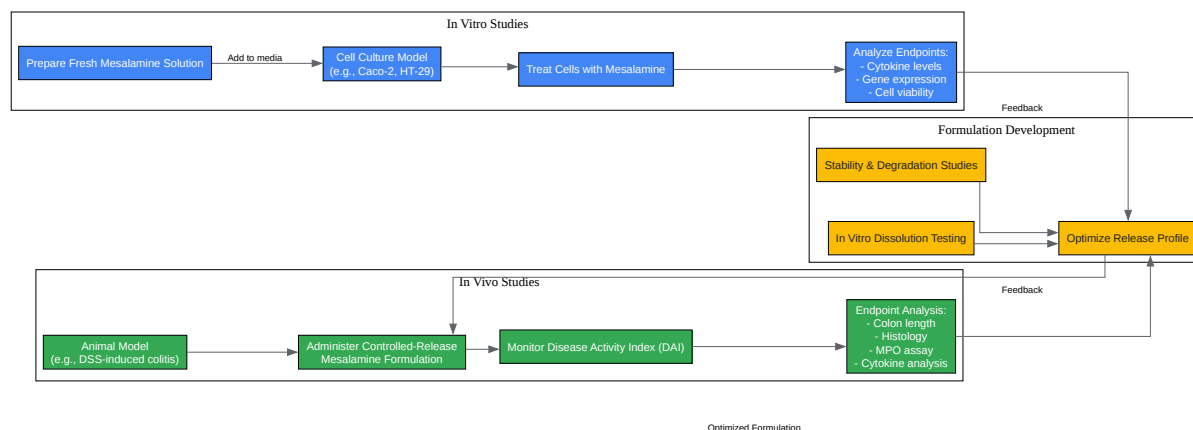 In Vitro Studies
Prepare Fresh Mesalamine Solution
Add to media
Cell Culture Model
(e.g., Caco-2, HT-29)
Treat Cells with Mesalamine
Analyze Endpoints:
- Cytokine levels
- Gene expression
- Cell viability
Feedback
Formulation Development
Stability & Degradation Studies
In Vitro Dissolution Testing
Optimize Release Profile
In Vivo Studies
Feedback
Animal Model
(e.g., DSS-induced colitis)
Administer Controlled-Release
Mesalamine Formulation
Monitor Disease Activity Index (DAI)
Endpoint Analysis:
- Colon length
- Histology
- MPO assay
- Cytokine analysis
Optimized Formulation